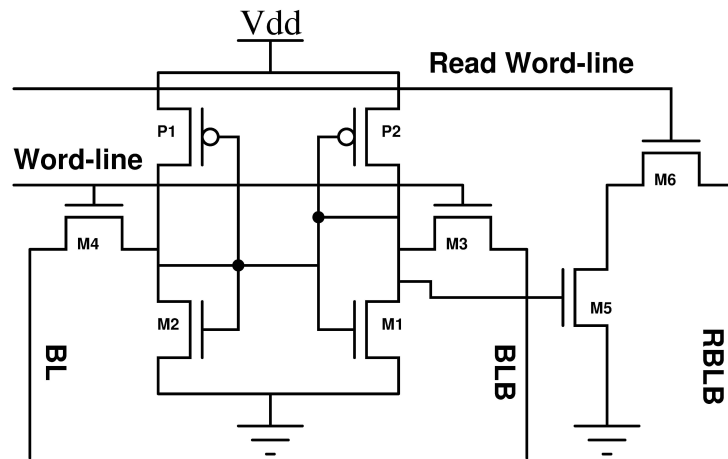 Vdd
Read Word-line
P1
P2
Word-line
M6
M4
M3
M5
M2
M1
BL
BLB
RBLB